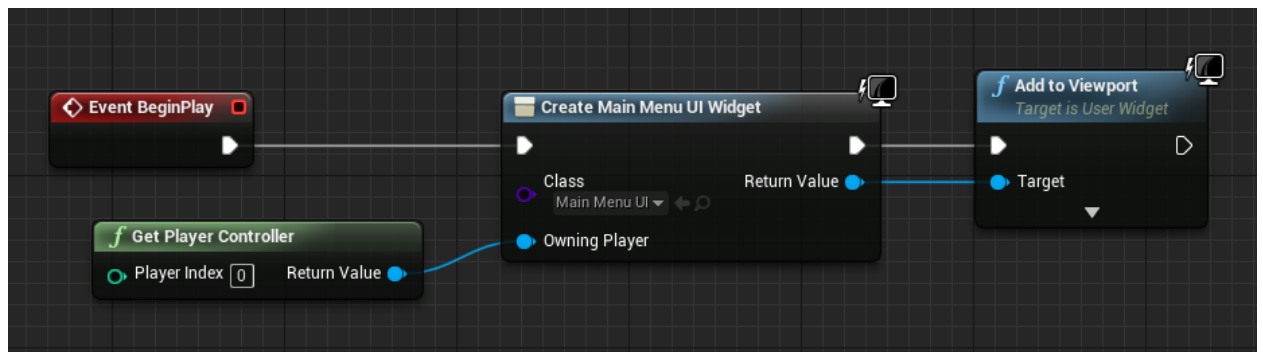 Event BeginPlay
Create Main Menu UI Widget
Add to Viewport
Target is User Widget
Class
Main Menu UI
Return Value
Target
Owning Player
Get Player Controller
Player Index 0
Return Value